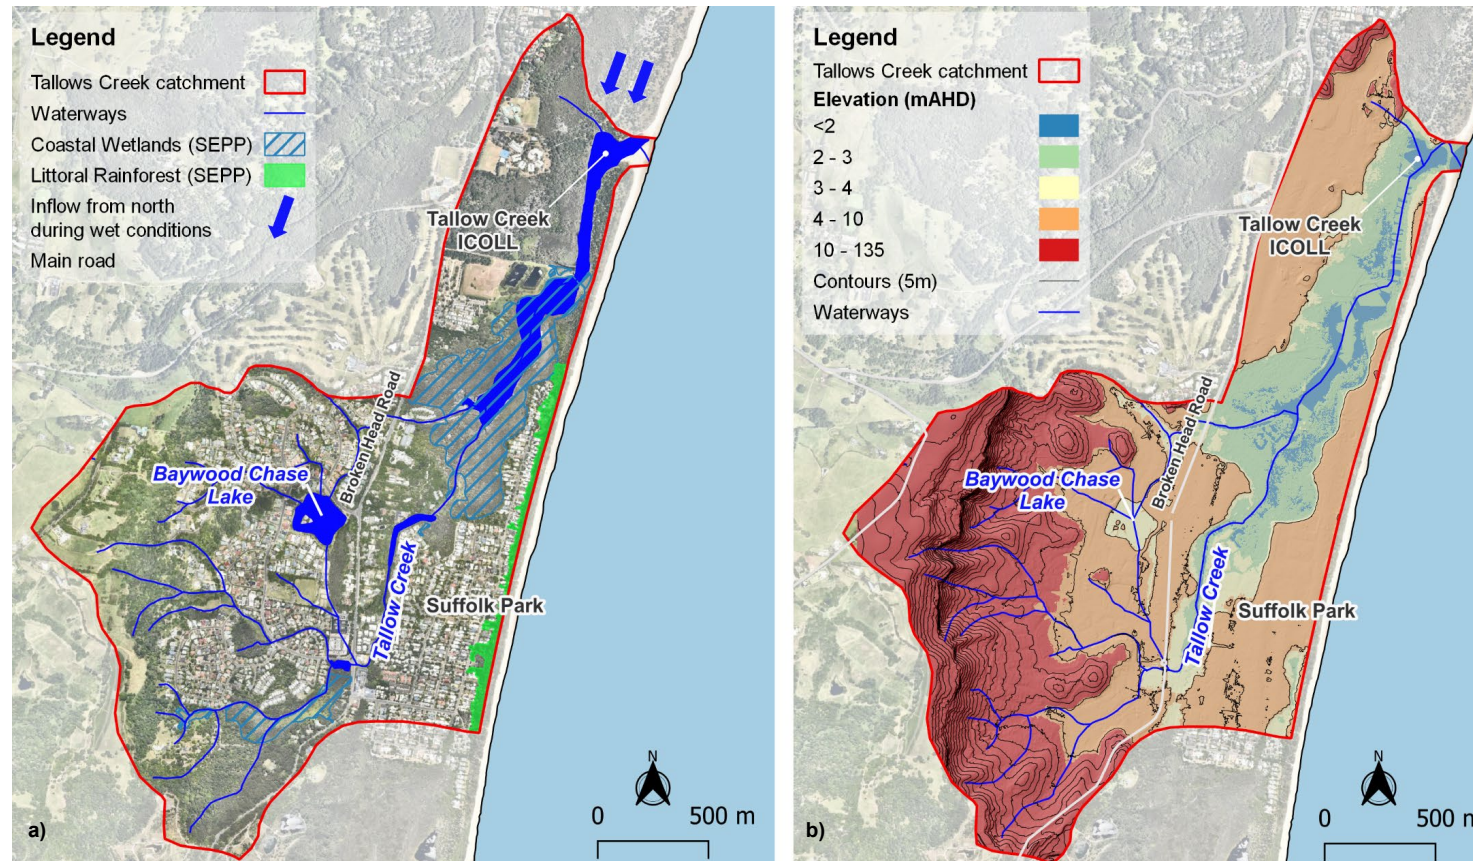 Legend
Tallows Creek catchment
Waterways
Coastal Wetlands (SEPP)
Littoral Rainforest (SEPP)
Inflow from north
during wet conditions
Main road
Tallow Creek
ICOLL
Broken Head Road
Baywood Chase
Lake
Tallow Creek
Suffolk Park
N
0 500 m
a)
Legend
Tallows Creek catchment
Elevation (mAHD)
<2
2 - 3
3 - 4
4 - 10
10 - 135
Contours (5m)
Waterways
Tallow Creek
ICOLL
Broken Head Road
Baywood Chase
Lake
Tallow Creek
Suffolk Park
N
0 500 m
b)